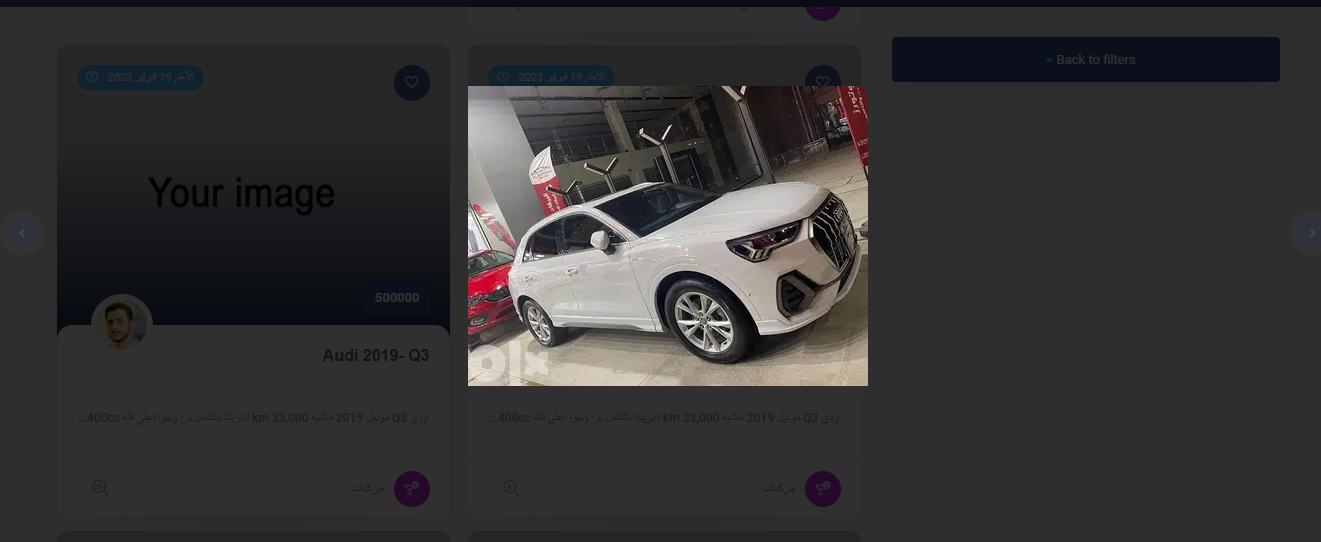 الأحد, 19 فبراير 2023
الأحد, 19 فبراير 2023
Back to filters
Your image
500000
Audi 2019- Q3
olx
اودي Q3 موديل 2019 ماشيه 33,000 km فابريكا بالكامل برا وجوا اعلي فئه 400cc...
اودي Q3 موديل 2019 ماشيه 33,000 km فابريكا بالكامل برا وجوا اعلي فئه 400cc...
مركبات
مركبات